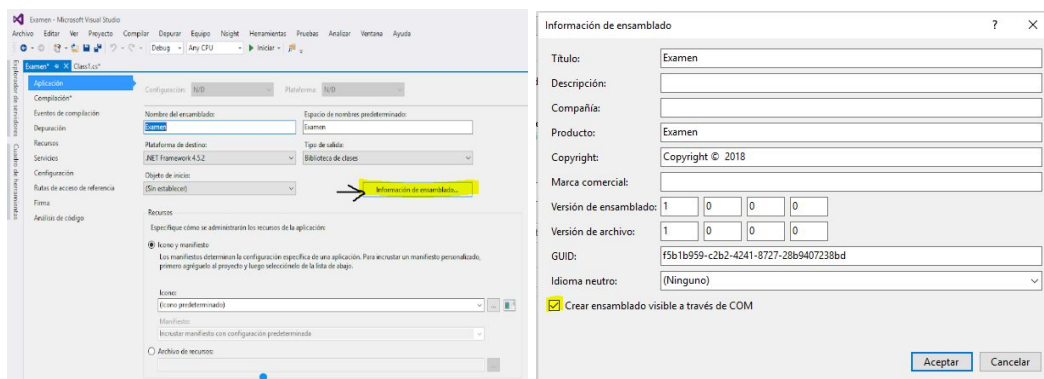 Examen - Microsoft Visual Studio
Archivo Editar Ver Proyecto Compilar Depurar Equipo Nsight Herramientas Pruebas Analizar Ventana Ayuda
Debug Any CPU Iniciar
Examen* Class1.cs*
Explorador de servidores
Cuadro de herramientas
Aplicación
Compilación*
Eventos de compilación
Depuración
Recursos
Servicios
Configuración
Rutas de acceso de referencia
Firma
Análisis de código
Configuración: N/D Plataforma: N/D
Nombre del ensamblado: Espacio de nombres predeterminado:
Examen Examen
Plataforma de destino: Tipo de salida:
.NET Framework 4.5.2 Biblioteca de clases
Objeto de inicio:
(Sin establecer) Información de ensamblado...
Recursos
Especifique cómo se administrarán los recursos de la aplicación:
Icono y manifiesto
Los manifiestos determinan la configuración específica de una aplicación. Para incrustar un manifiesto personalizado,
primero agréguelo al proyecto y luego selecciónelo de la lista de abajo.
Icono:
(Icono predeterminado) ...
Manifiesto:
Incrustar manifiesto con configuración predeterminada
Archivo de recursos:
...
Información de ensamblado ? X
Título: Examen
Descripción:
Compañía:
Producto: Examen
Copyright: Copyright © 2018
Marca comercial:
Versión de ensamblado: 1 0 0 0
Versión de archivo: 1 0 0 0
GUID: f5b1b959-c2b2-4241-8727-28b9407238bd
Idioma neutro: (Ninguno)
Crear ensamblado visible a través de COM
Aceptar Cancelar